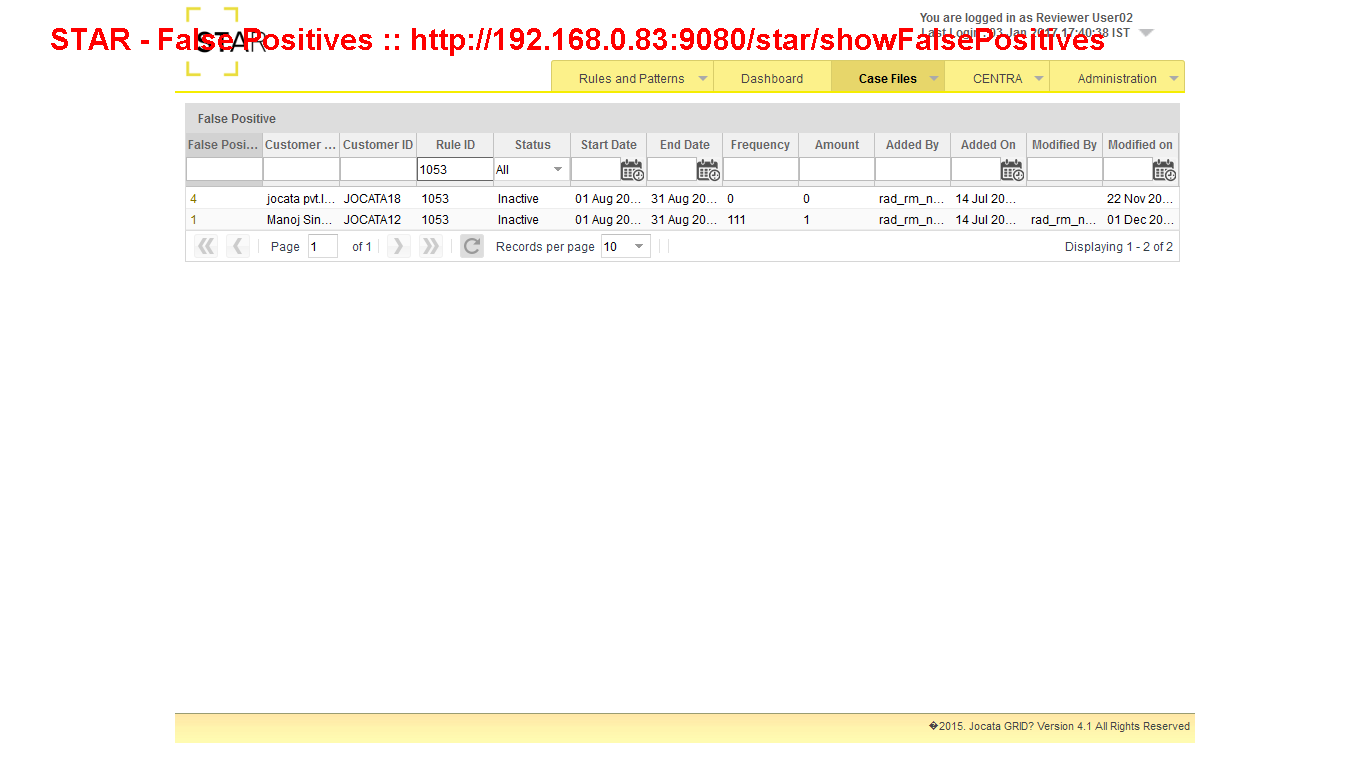 You are logged in as Reviewer User02
STAR
STAR - False Positives :: http://192.168.0.83:9080/star/showFalsePositives
Last Login : 03 Jan 2017 17:40:38 IST
Rules and Patterns Dashboard Case Files CENTRA Administration
False Positive
False Posi... Customer ... Customer ID Rule ID Status Start Date End Date Frequency Amount Added By Added On Modified By Modified on
1053 All
4 jocata pvt.l... JOCATA18 1053 Inactive 01 Aug 20... 31 Aug 20... 0 0 rad_rm_n... 14 Jul 20... 22 Nov 20...
1 Manoj Sin... JOCATA12 1053 Inactive 01 Aug 20... 31 Aug 20... 111 1 rad_rm_n... 14 Jul 20... rad_rm_n... 01 Dec 20...
Page 1 of 1 Records per page 10 Displaying 1 - 2 of 2
�2015. Jocata GRID? Version 4.1 All Rights Reserved